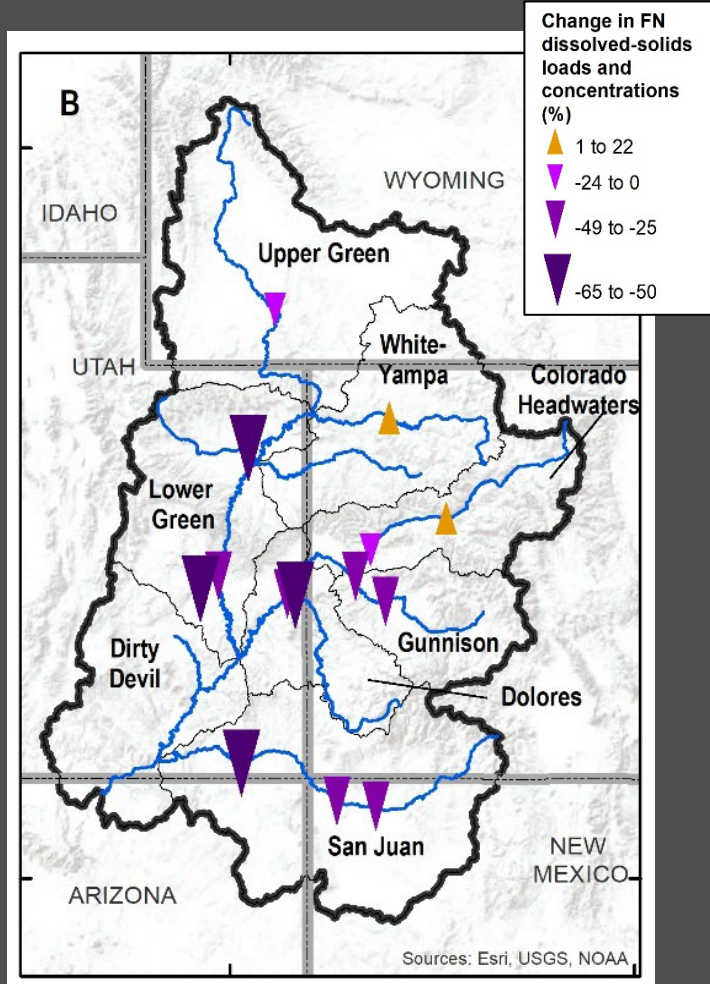 Change in FN
dissolved-solids
loads and
concentrations
(%)
1 to 22
-24 to 0
-49 to -25
-65 to -50
B
WYOMING
IDAHO
Upper Green
White-
Yampa
UTAH
Colorado
Headwaters
Lower
Green
Gunnison
Dirty
Devil
Dolores
San Juan
NEW
MEXICO
ARIZONA
Sources: Esri, USGS, NOAA